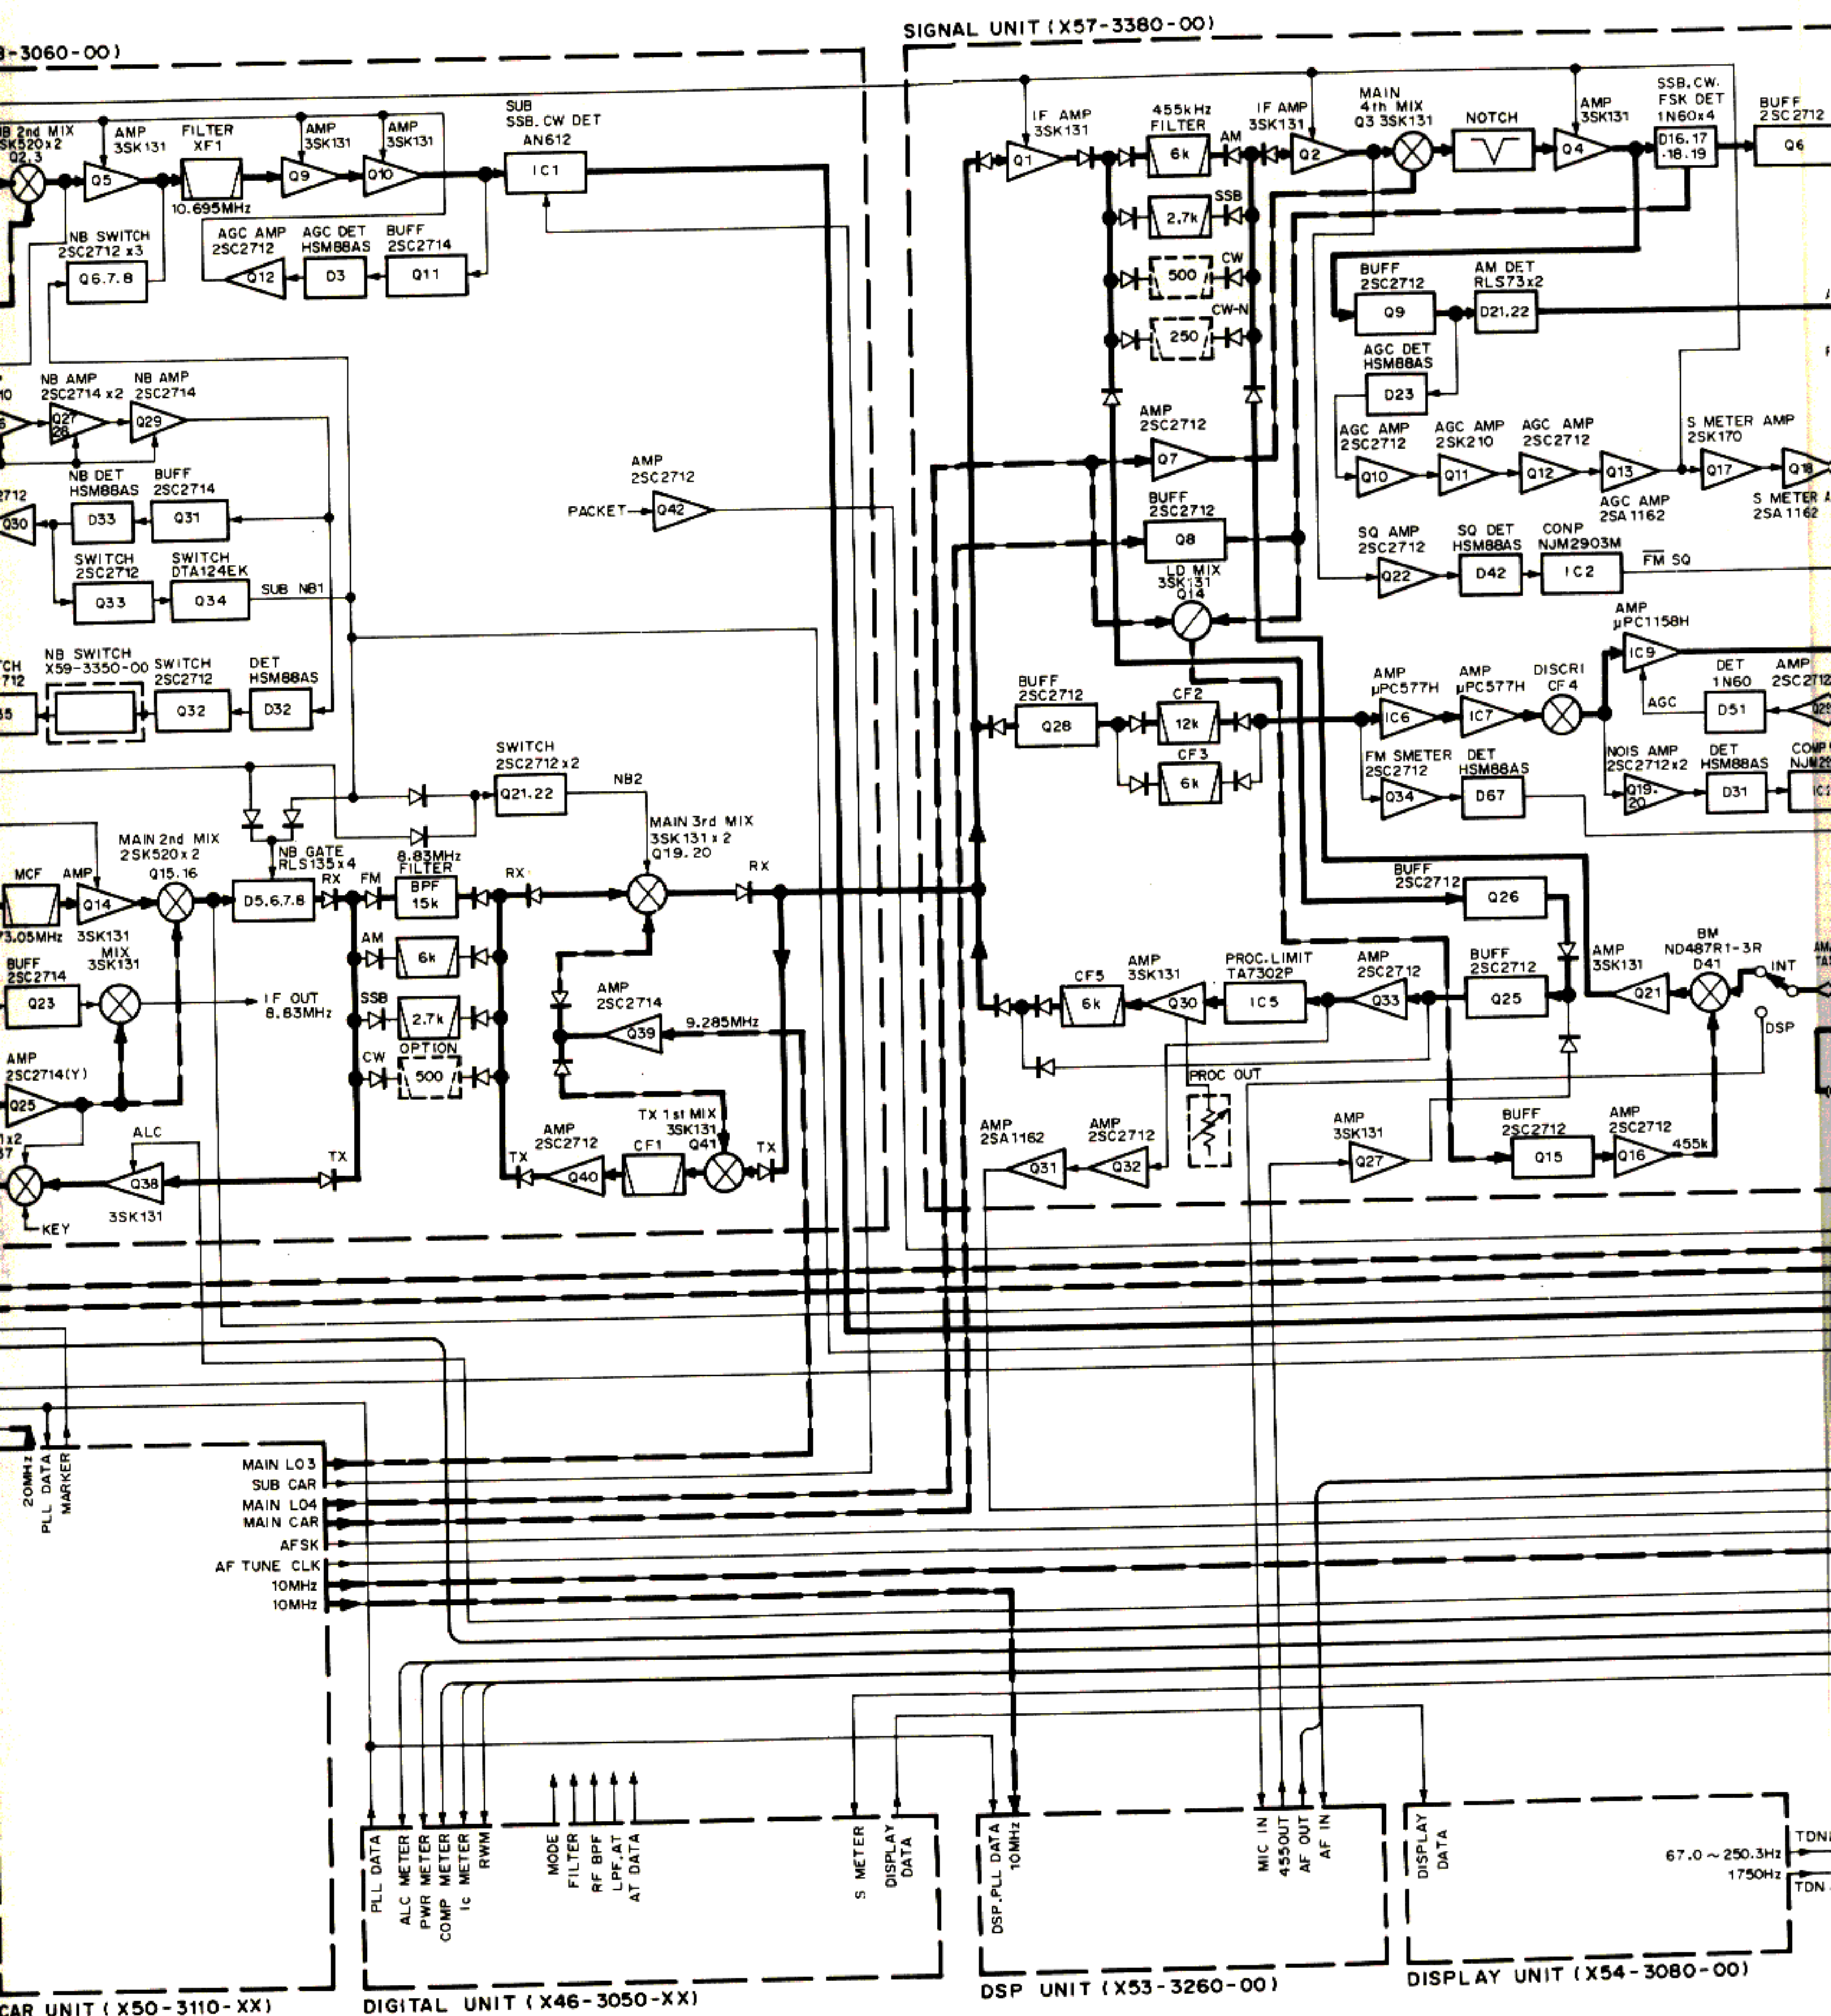 SIGNAL UNIT (X57-3380-00)
-3060-00)
2nd MIX
SK520x2
Q2.3
AMP
3SK131
Q5
FILTER
XF1
10.695MHz
AMP
3SK131
Q9
AMP
3SK131
Q10
SUB
SSB.CW DET
AN612
IC1
NB SWITCH
2SC2712 x3
Q6.7.8
AGC AMP
2SC2712
Q12
AGC DET
HSM88AS
D3
BUFF
2SC2714
Q11
NB AMP
2SC2714 x2
Q27
28
NB AMP
2SC2714
Q29
Q30
NB DET
HSM88AS
D33
BUFF
2SC2714
Q31
SWITCH
2SC2712
Q33
SWITCH
DTA124EK
Q34
SUB NB1
NB SWITCH
X59-3350-00
SWITCH
2SC2712
Q32
DET
HSM88AS
D32
AMP
2SC2712
PACKET
Q42
SWITCH
2SC2712x2
Q21.22
NB2
MCF
73.05MHz
AMP
Q14
3SK131
MAIN 2nd MIX
2SK520x2
Q15.16
NB GATE
RLS135x4
D5.6.7.8
RX
FM
8.83MHz
FILTER
BPF
15k
RX
MAIN 3rd MIX
3SK131x2
Q19.20
RX
AM
6k
SSB
2.7k
CW
OPTION
500
BUFF
2SC2714
Q23
MIX
3SK131
IF OUT
8.83MHz
AMP
2SC2714(Y)
Q25
AMP
2SC2714
Q39
9.285MHz
ALC
Q38
3SK131
KEY
TX
TX
AMP
2SC2712
Q40
CF1
TX 1st MIX
3SK131
Q41
TX
IF AMP
3SK131
Q1
455kHz
FILTER
6k
AM
IF AMP
3SK131
Q2
MAIN
4th MIX
Q3 3SK131
NOTCH
AMP
3SK131
Q4
SSB.CW.
FSK DET
1N60x4
D16.17
.18.19
BUFF
2SC2712
Q6
2.7k
SSB
500
CW
250
CW-N
BUFF
2SC2712
Q9
AM DET
RLS73x2
D21.22
AGC DET
HSM88AS
D23
AMP
2SC2712
Q7
AGC AMP
2SC2712
Q10
AGC AMP
2SK210
Q11
AGC AMP
2SC2712
Q12
Q13
AGC AMP
2SA1162
S METER AMP
2SK170
Q17
Q18
S METER
2SA1162
BUFF
2SC2712
Q8
LD MIX
3SK131
Q14
SQ AMP
2SC2712
Q22
SQ DET
HSM88AS
D42
CONP
NJM2903M
IC2
FM SQ
BUFF
2SC2712
Q28
CF2
12k
CF3
6k
AMP
µPC577H
IC6
AMP
µPC577H
IC7
DISCRI
CF4
AMP
µPC1158H
IC9
AGC
DET
1N60
D51
AMP
2SC2712
FM SMETER
2SC2712
Q34
DET
HSM88AS
D67
NOIS AMP
2SC2712x2
Q19.
20
DET
HSM88AS
D31
BUFF
2SC2712
Q26
CF5
6k
AMP
3SK131
Q30
PROC.LIMIT
TA7302P
IC5
AMP
2SC2712
Q33
BUFF
2SC2712
Q25
AMP
3SK131
Q21
BM
ND487R1-3R
D41
INT
DSP
PROC OUT
AMP
2SA1162
Q31
AMP
2SC2712
Q32
AMP
3SK131
Q27
BUFF
2SC2712
Q15
AMP
2SC2712
Q16
455k
20MHz
PLL DATA
MARKER
MAIN LO3
SUB CAR
MAIN LO4
MAIN CAR
AFSK
AF TUNE CLK
10MHz
10MHz
PLL DATA
ALC METER
PWR METER
COMP METER
Ic METER
RWM
MODE
FILTER
RF BPF
LPF.AT
AT DATA
S METER
DISPLAY
DATA
DSP.PLL DATA
10MHz
MIC IN
455OUT
AF OUT
AF IN
DISPLAY
DATA
67.0~250.3Hz
1750Hz
TDN
TDN
CAR UNIT (X50-3110-XX)
DIGITAL UNIT (X46-3050-XX)
DSP UNIT (X53-3260-00)
DISPLAY UNIT (X54-3080-00)